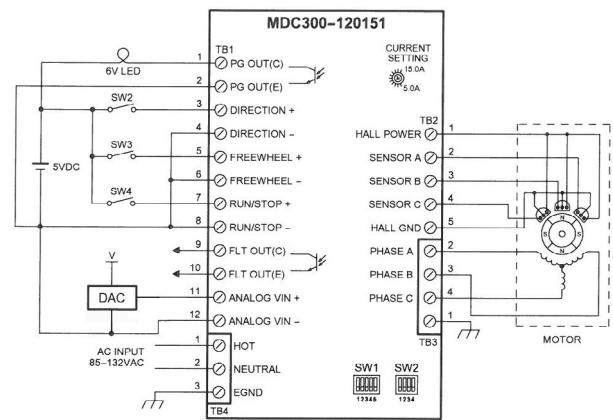 MDC300-120151
TB1
1 PG OUT(C)
6V LED
2 PG OUT(E)
SW2
3 DIRECTION +
4 DIRECTION –
SW3
5 FREEWHEEL +
5VDC
6 FREEWHEEL –
SW4
7 RUN/STOP +
8 RUN/STOP –
9 FLT OUT(C)
10 FLT OUT(E)
V
DAC
11 ANALOG VIN +
12 ANALOG VIN –
AC INPUT
85–132VAC
1 HOT
2 NEUTRAL
3 EGND
TB4
CURRENT
SETTING
15.0A
5.0A
TB2
HALL POWER 1
SENSOR A 2
SENSOR B 3
SENSOR C 4
HALL GND 5
PHASE A 2
PHASE B 3
PHASE C 4
1
TB3
SW1 SW2
12345 1234
N
S S
N
MOTOR